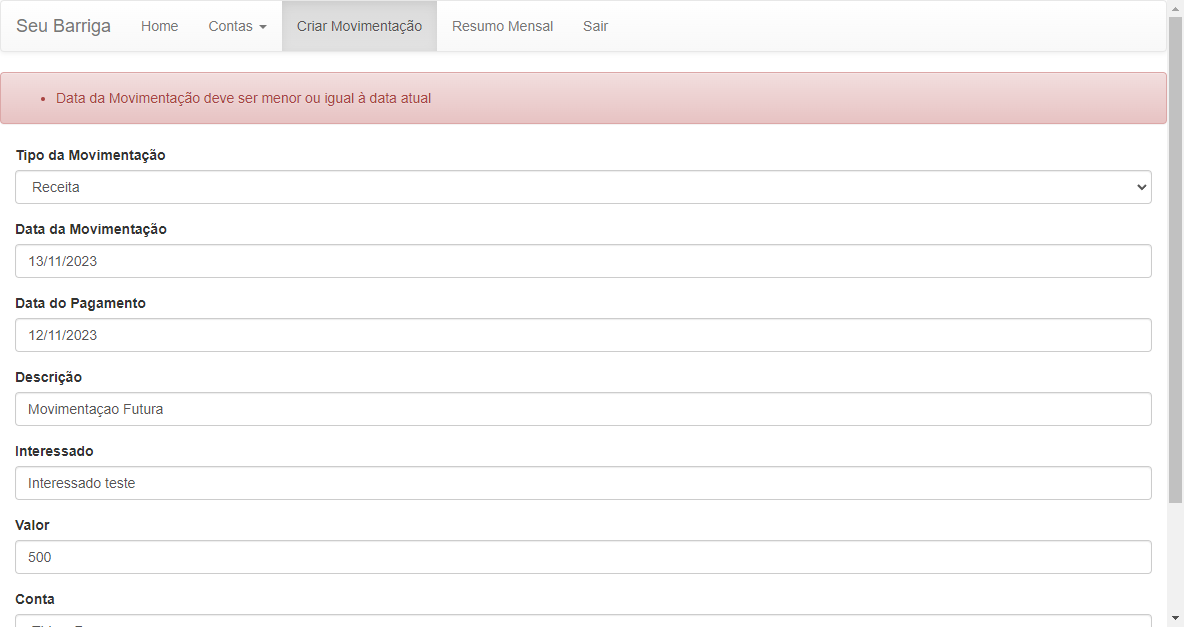 Seu Barriga Home Contas Criar Movimentação Resumo Mensal Sair
Data da Movimentação deve ser menor ou igual à data atual
Tipo da Movimentação
Receita
Data da Movimentação
13/11/2023
Data do Pagamento
12/11/2023
Descrição
Movimentaçao Futura
Interessado
Interessado teste
Valor
500
Conta